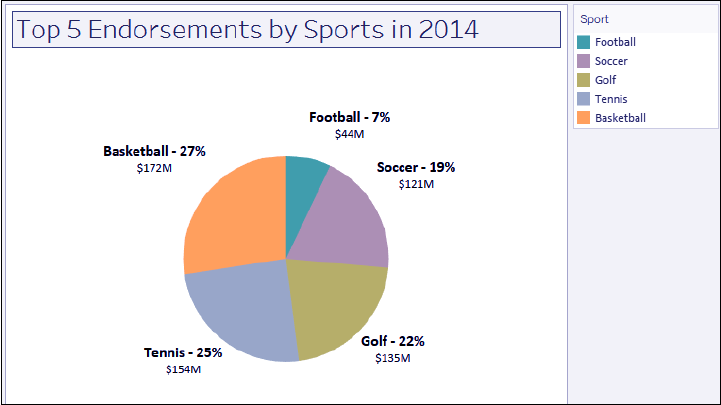 Top 5 Endorsements by Sports in 2014
Sport
Football
Soccer
Golf
Tennis
Basketball
Football - 7%
$44M
Basketball - 27%
$172M
Soccer - 19%
$121M
Golf - 22%
$135M
Tennis - 25%
$154M